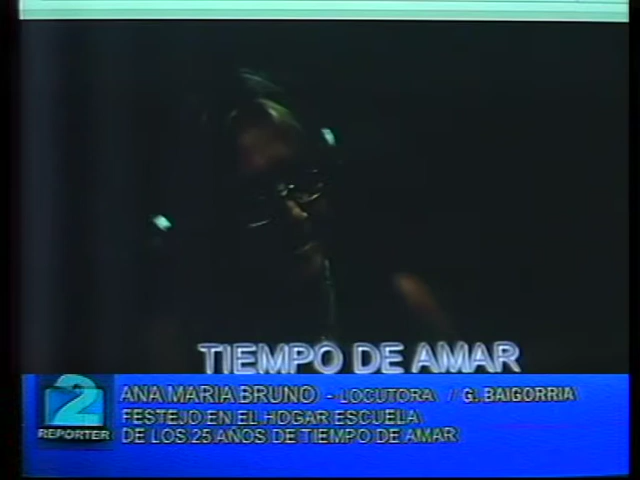 TIEMPO DE AMAR
2
REPORTER
ANA MARIA BRUNO - LOCUTORA / G. BAIGORRIA
FESTEJO EN EL HOGAR ESCUELA
DE LOS 25 AÑOS DE TIEMPO DE AMAR